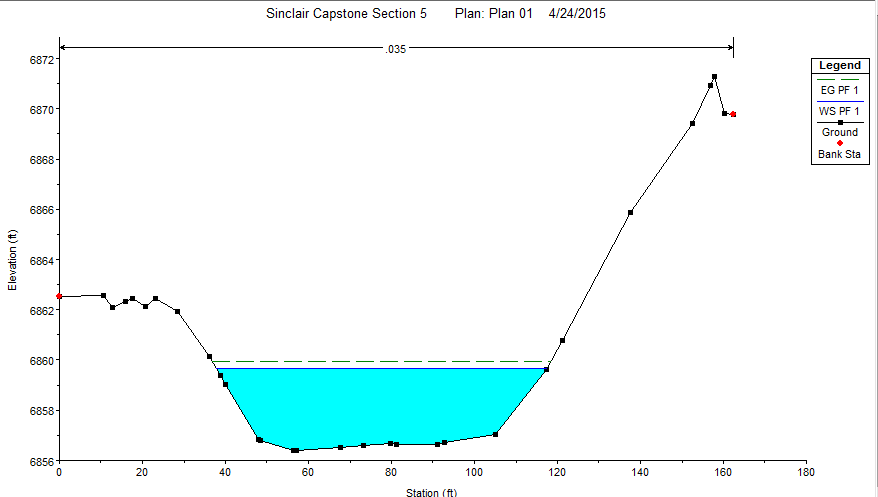 Sinclair Capstone Section 5 Plan: Plan 01 4/24/2015
.035
6872
6870
6868
6866
6864
6862
6860
6858
6856
Elevation (ft)
0 20 40 60 80 100 120 140 160 180
Station (ft)
Legend
EG PF 1
WS PF 1
Ground
Bank Sta